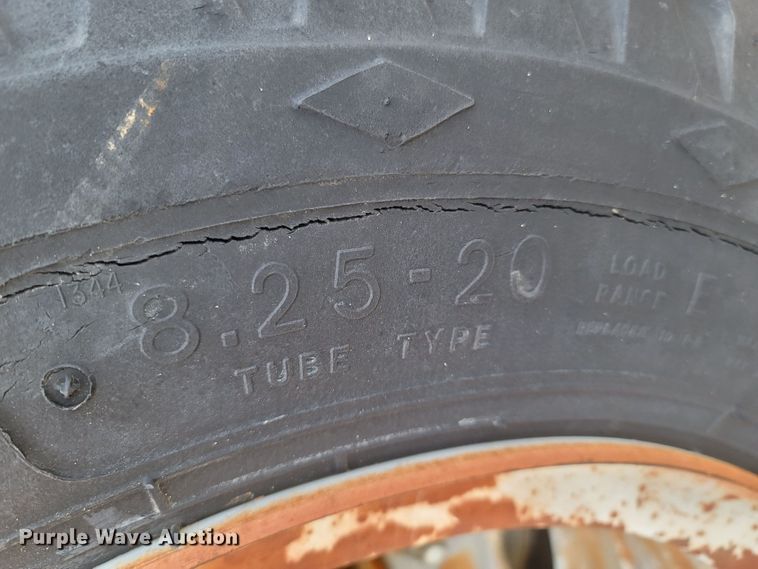 LOAD
RANGE E
1344
8.25-20
TUBE TYPE
Purple Wave Auction